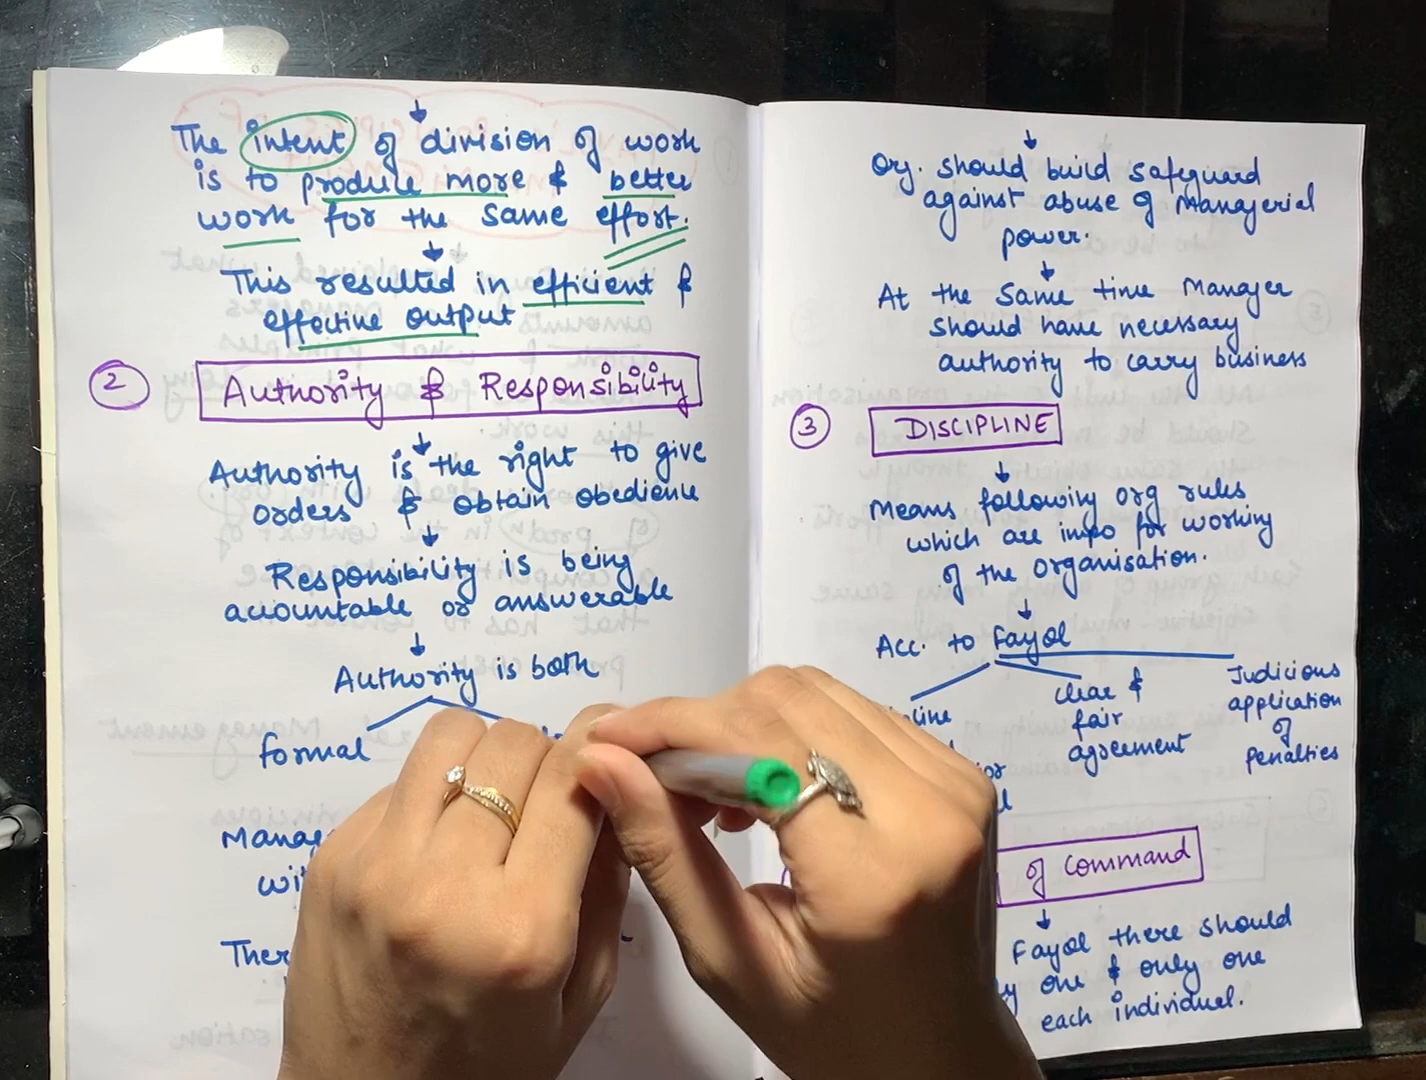 The intent of division of work
is to produce more & better
work for the same effort.
This resulted in efficient &
effective output
2 Authority & Responsibility
Authority is the right to give
orders & obtain obedience
Responsibility is being
accountable or answerable
Authority is both
formal
Manag
wi
Ther
Org. should build safeguard
against abuse of Managerial
power.
At the same time Manager
should have necessary
authority to carry business
3 DISCIPLINE
Means following org rules
which are impo for working
of the organisation.
Acc. to Fayol
line
clear &
fair
agreement
Judicious
application
of
penalties
of Command
Fayol there should
one & only one
each individual.